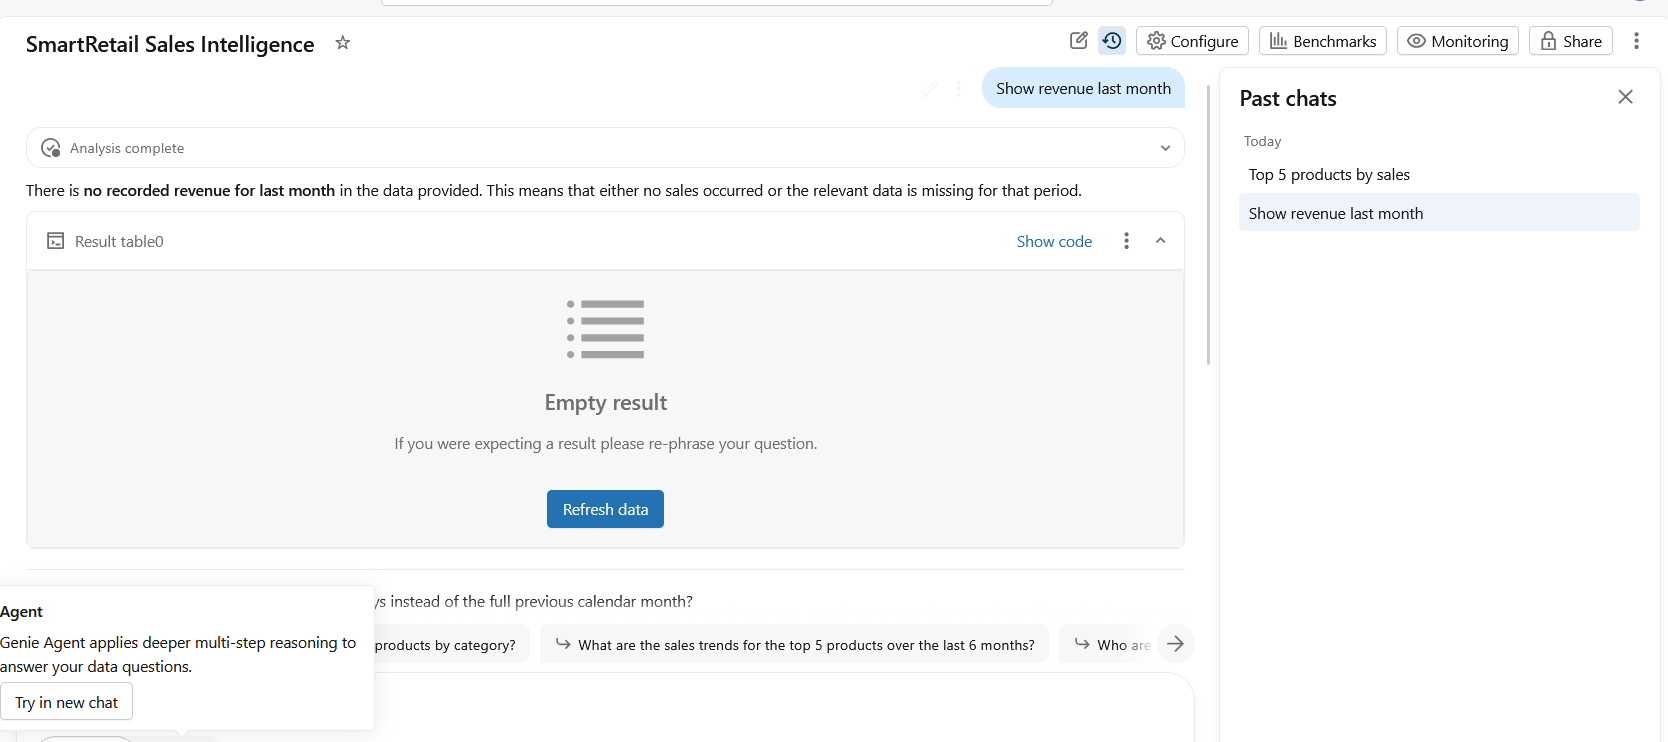 SmartRetail Sales Intelligence
Configure
Benchmarks
Monitoring
Share
Show revenue last month
Analysis complete
There is no recorded revenue for last month in the data provided. This means that either no sales occurred or the relevant data is missing for that period.
Result table0
Show code
Empty result
If you were expecting a result please re-phrase your question.
Refresh data
instead of the full previous calendar month?
products by category?
What are the sales trends for the top 5 products over the last 6 months?
Who are
Agent
Genie Agent applies deeper multi-step reasoning to
answer your data questions.
Try in new chat
Past chats
Today
Top 5 products by sales
Show revenue last month